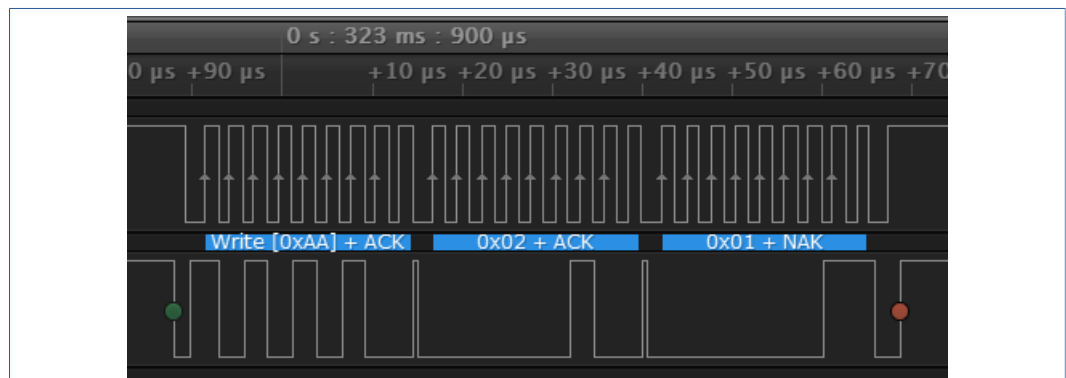 0 s : 323 ms : 900 µs
0 µs +90 µs +10 µs +20 µs +30 µs +40 µs +50 µs +60 µs +70
Write [0xAA] + ACK 0x02 + ACK 0x01 + NAK